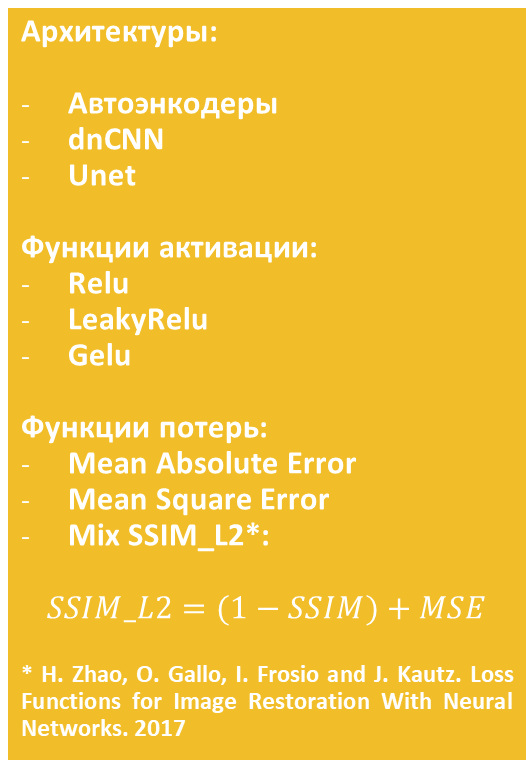 Архитектуры:
- Автоэнкодеры
- dnCNN
- Unet
Функции активации:
- Relu
- LeakyRelu
- Gelu
Функции потерь:
- Mean Absolute Error
- Mean Square Error
- Mix SSIM_L2*:
SSIM_L2 = (1 − SSIM) + MSE
* H. Zhao, O. Gallo, I. Frosio and J. Kautz. Loss
Functions for Image Restoration With Neural
Networks. 2017